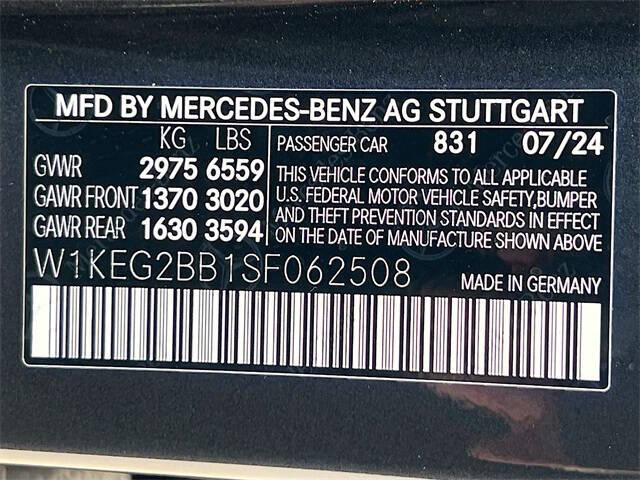 MFD BY MERCEDES-BENZ AG STUTTGART
KG LBS
PASSENGER CAR 831 07/24
GVWR 2975 6559
GAWR FRONT 1370 3020
GAWR REAR 1630 3594
THIS VEHICLE CONFORMS TO ALL APPLICABLE
U.S. FEDERAL MOTOR VEHICLE SAFETY,BUMPER
AND THEFT PREVENTION STANDARDS IN EFFECT
ON THE DATE OF MANUFACTURE SHOWN ABOVE.
W1KEG2BB1SF062508
MADE IN GERMANY